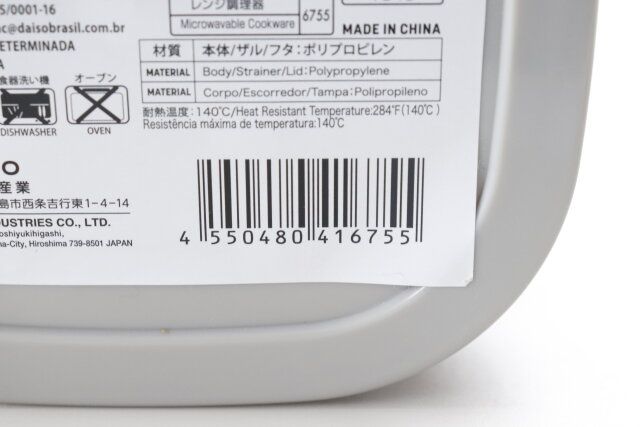 5/0001-16
c@daisobrasil.com.br
ETERMINADA
A
レンジ調理器
Microwavable Cookware
6755
MADE IN CHINA
材質 本体/ザル/フタ：ポリプロピレン
MATERIAL Body/Strainer/Lid:Polypropylene
MATERIAL Corpo/Escorredor/Tampa:Polipropileno
食器洗い機 オーブン
DISHWASHER OVEN
耐熱温度：140℃/Heat Resistant Temperature:284℉(140℃)
Resistência máxima de temperatura:140℃
O
産業
島市西条吉行東1-4-14
DUSTRIES CO., LTD.
oshiyukihigashi,
na-City, Hiroshima 739-8501 JAPAN
4 550480 416755